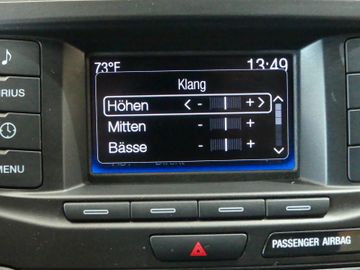 73°F 13:49
Klang
Höhen < - + >
Mitten - +
Bässe - +
RIUS
MENU
PASSENGER AIRBAG